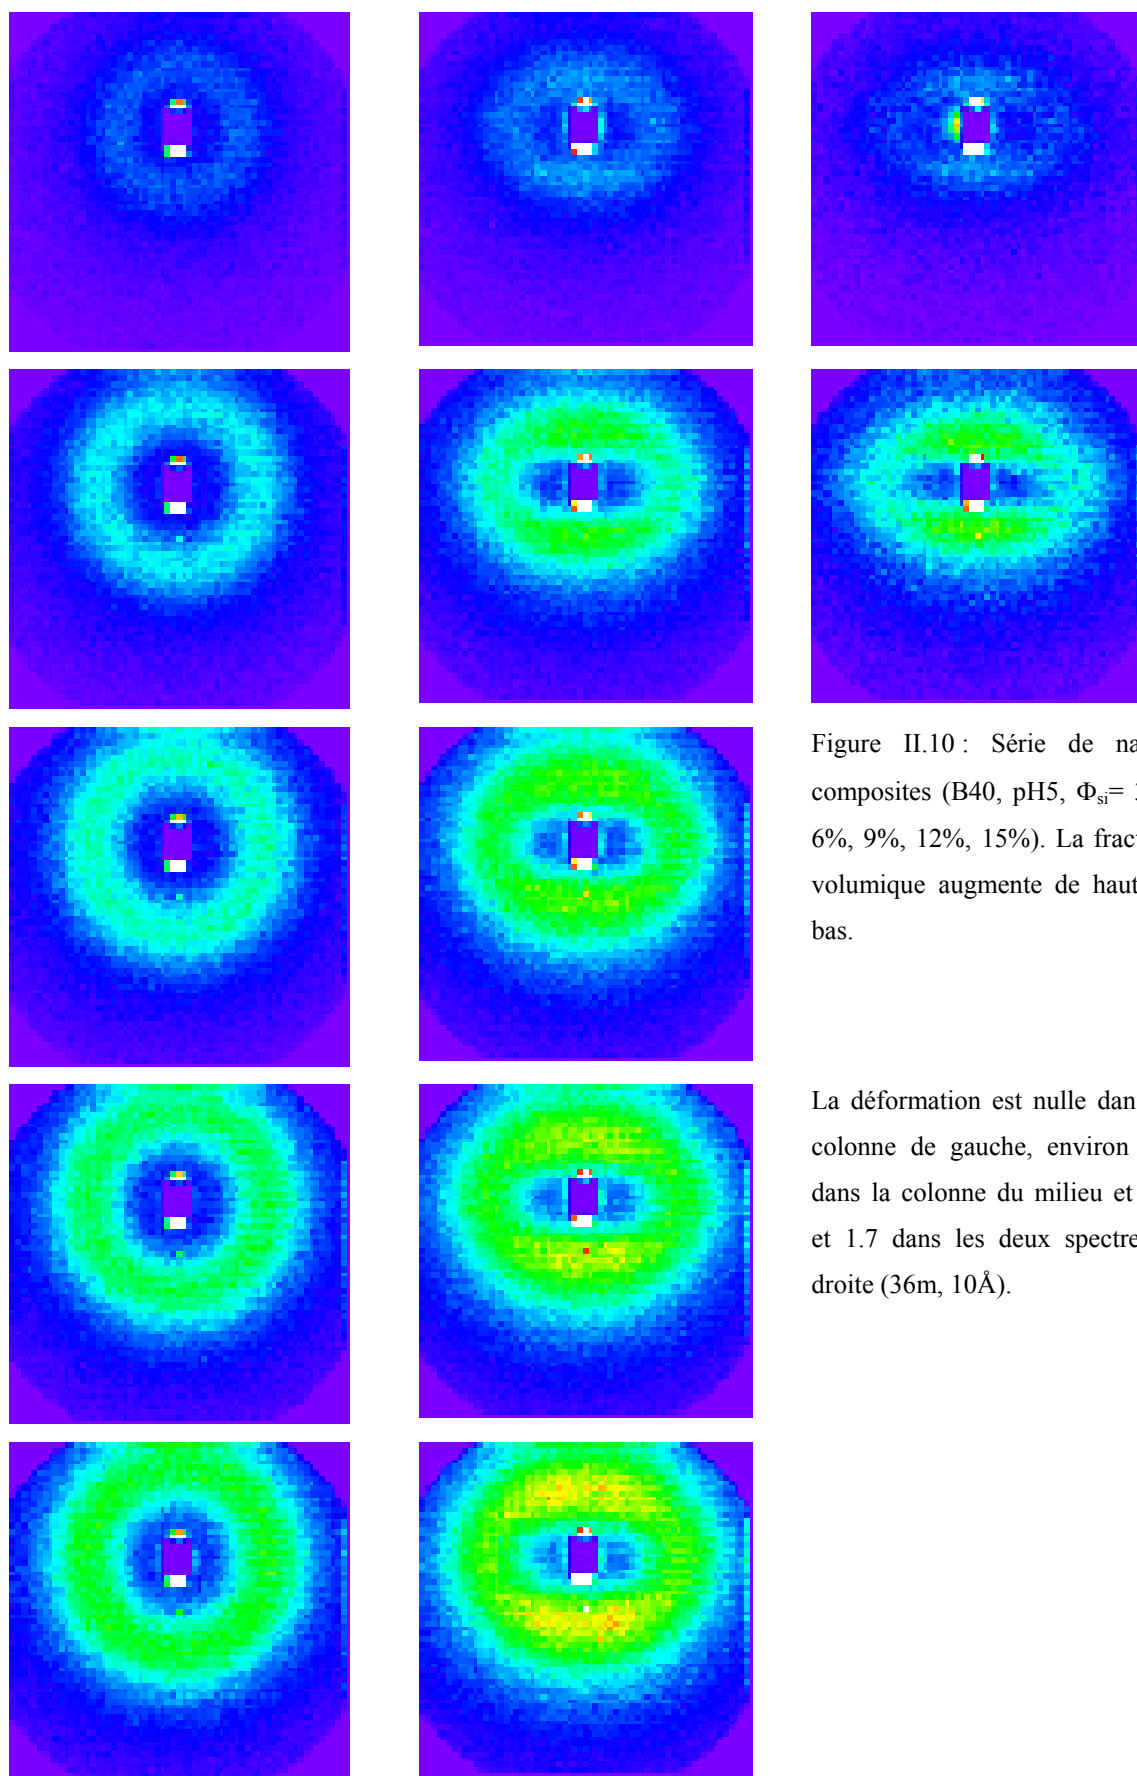 Figure II.10 : Série de na
composites (B40, pH5, Φsi=
6%, 9%, 12%, 15%). La frac
volumique augmente de haut
bas.
La déformation est nulle dan
colonne de gauche, environ
dans la colonne du milieu et
et 1.7 dans les deux spectre
droite (36m, 10Å).